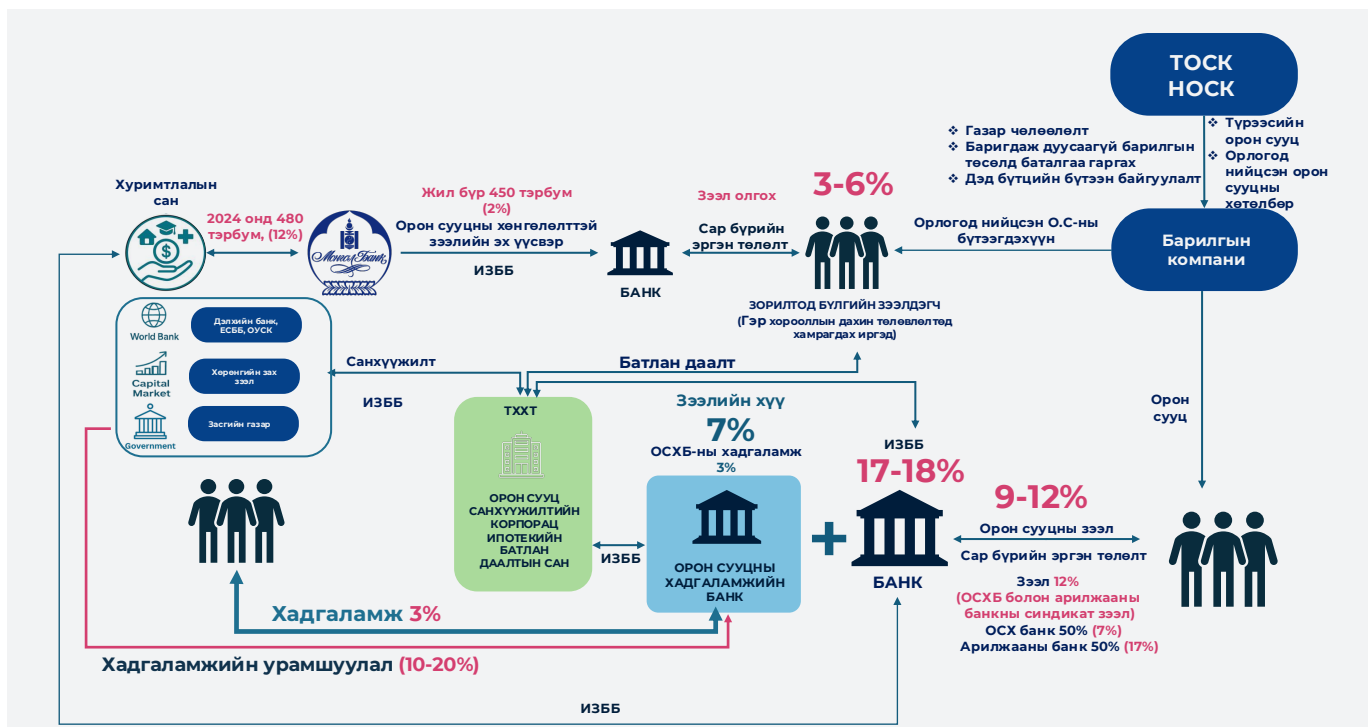 ТОСК
НОСК
❖ Газар чөлөөлөлт
❖ Баригдаж дуусаагүй барилгын
төсөлд баталгаа гаргах
❖ Дэд бүтцийн бүтээн байгуулалт
❖ Түрээсийн
орон сууц
❖ Орлогод
нийцсэн орон
сууцны
хөтөлбөр
Хуримтлалын
сан
2024 онд 480
тэрбум, (12%)
МонголБанк
Жил бүр 450 тэрбум
(2%)
Орон сууцны хөнгөлөлттэй
зээлийн эх үүсвэр
ИЗББ
БАНК
Зээл олгох
Сар бүрийн
эргэн төлөлт
3-6%
Орлогод нийцсэн О.С-ны
бүтээгдэхүүн
Барилгын
компани
ЗОРИЛТОД БҮЛГИЙН ЗЭЭЛДЭГЧ
(Гэр хорооллын дахин төлөвлөлтөд
хамрагдах иргэд)
World Bank
Дэлхийн банк,
ЕСББ, ОУСК
Capital
Market
Хөрөнгийн зах
зээл
Government
Засгийн газар
Санхүүжилт
ИЗББ
Батлан даалт
ТХХТ
ОРОН СУУЦ
САНХҮҮЖИЛТИЙН
КОРПОРАЦ
ИПОТЕКИЙН
БАТЛАН
ДААЛТЫН САН
Зээлийн хүү
7%
ОСХБ-ны хадгаламж
3%
ИЗББ
ОРОН СУУЦНЫ
ХАДГАЛАМЖИЙН
БАНК
+
ИЗББ
17-18%
БАНК
9-12%
Орон сууцны зээл
Сар бүрийн эргэн төлөлт
Зээл 12%
(ОСХБ болон арилжааны
банкны синдикат зээл)
ОСХ банк 50% (7%)
Арилжааны банк 50% (17%)
Орон
сууц
Хадгаламж 3%
Хадгаламжийн урамшуулал (10-20%)
ИЗББ